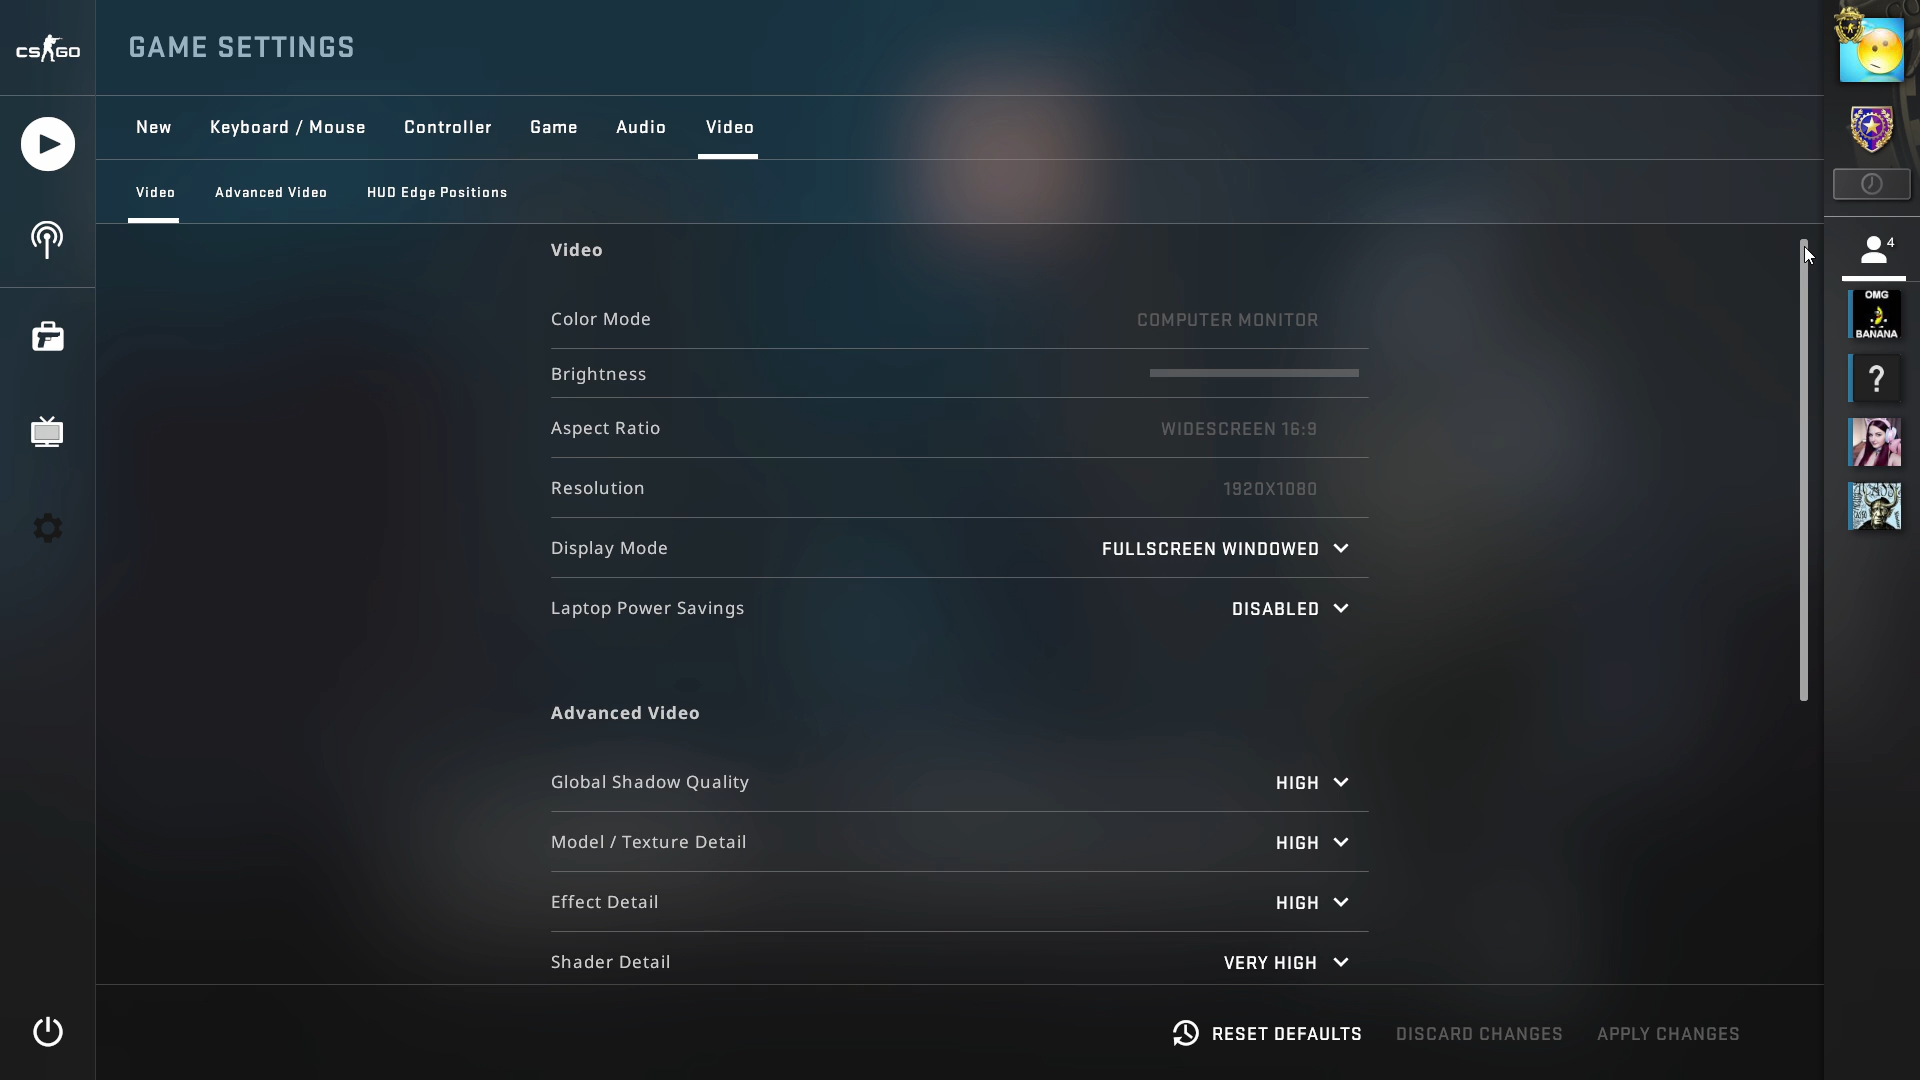 CS GO
GAME SETTINGS
New
Keyboard / Mouse
Controller
Game
Audio
Video
Video
Advanced Video
HUD Edge Positions
4
OMG
BANANA
?
Video
Color Mode
COMPUTER MONITOR
Brightness
Aspect Ratio
WIDESCREEN 16:9
Resolution
1920X1080
Display Mode
FULLSCREEN WINDOWED
Laptop Power Savings
DISABLED
Advanced Video
Global Shadow Quality
HIGH
Model / Texture Detail
HIGH
Effect Detail
HIGH
Shader Detail
VERY HIGH
RESET DEFAULTS
DISCARD CHANGES
APPLY CHANGES